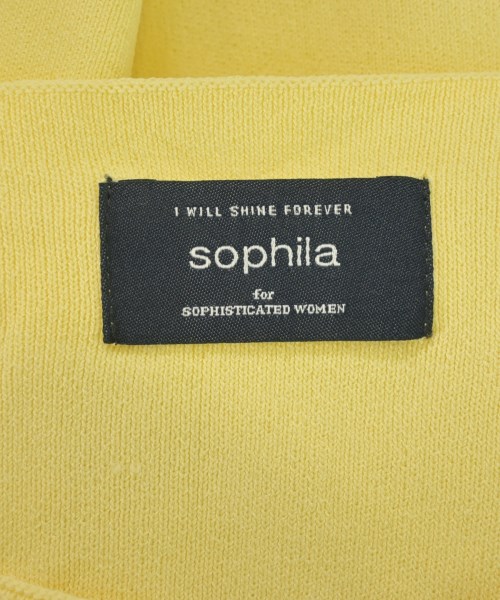 I WILL SHINE FOREVER
sophila
for
SOPHISTICATED WOMEN